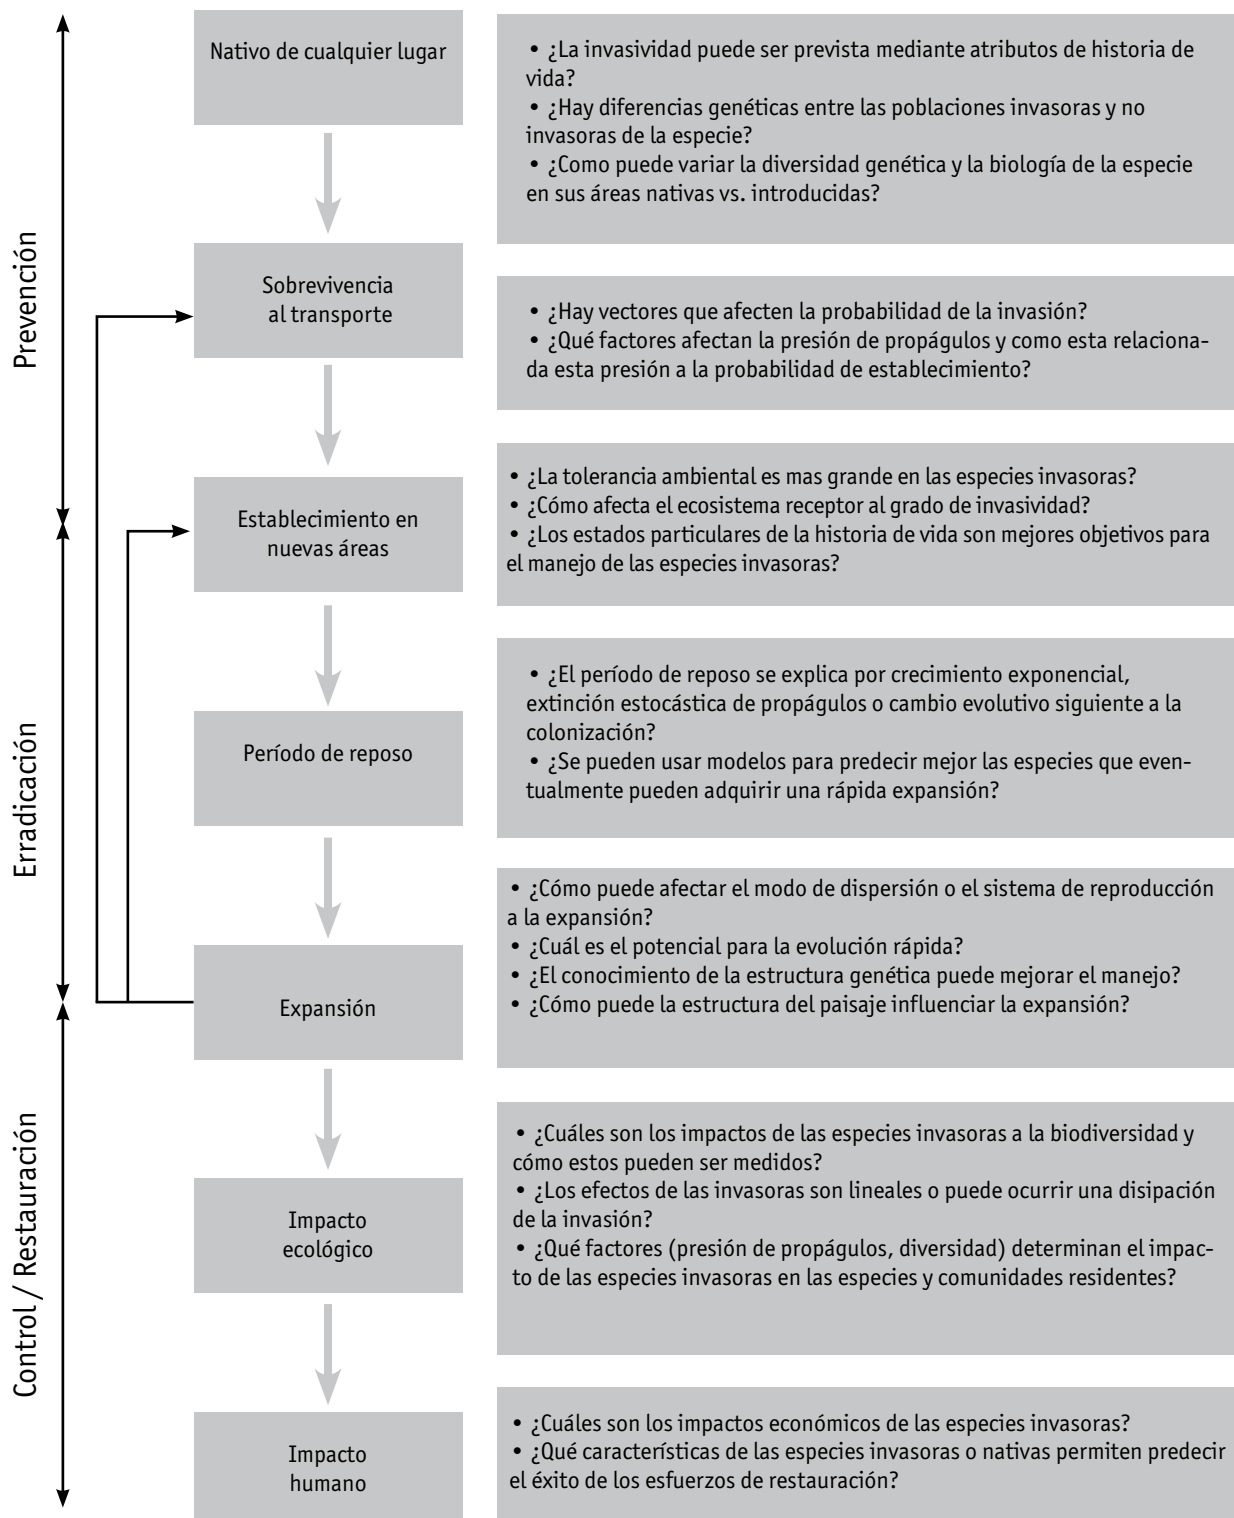 Prevención
Erradicación
Control / Restauración
Nativo de cualquier lugar
• ¿La invasividad puede ser prevista mediante atributos de historia de
vida?
• ¿Hay diferencias genéticas entre las poblaciones invasoras y no
invasoras de la especie?
• ¿Como puede variar la diversidad genética y la biología de la especie
en sus áreas nativas vs. introducidas?
Sobrevivencia
al transporte
• ¿Hay vectores que afecten la probabilidad de la invasión?
• ¿Qué factores afectan la presión de propágulos y como esta relaciona-
da esta presión a la probabilidad de establecimiento?
Establecimiento en
nuevas áreas
• ¿La tolerancia ambiental es mas grande en las especies invasoras?
• ¿Cómo afecta el ecosistema receptor al grado de invasividad?
• ¿Los estados particulares de la historia de vida son mejores objetivos para
el manejo de las especies invasoras?
Período de reposo
• ¿El período de reposo se explica por crecimiento exponencial,
extinción estocástica de propágulos o cambio evolutivo siguiente a la
colonización?
• ¿Se pueden usar modelos para predecir mejor las especies que even-
tualmente pueden adquirir una rápida expansión?
Expansión
• ¿Cómo puede afectar el modo de dispersión o el sistema de reproducción
a la expansión?
• ¿Cuál es el potencial para la evolución rápida?
• ¿El conocimiento de la estructura genética puede mejorar el manejo?
• ¿Cómo puede la estructura del paisaje influenciar la expansión?
Impacto
ecológico
• ¿Cuáles son los impactos de las especies invasoras a la biodiversidad y
cómo estos pueden ser medidos?
• ¿Los efectos de las invasoras son lineales o puede ocurrir una disipación
de la invasión?
• ¿Qué factores (presión de propágulos, diversidad) determinan el impac-
to de las especies invasoras en las especies y comunidades residentes?
Impacto
humano
• ¿Cuáles son los impactos económicos de las especies invasoras?
• ¿Qué características de las especies invasoras o nativas permiten predecir
el éxito de los esfuerzos de restauración?